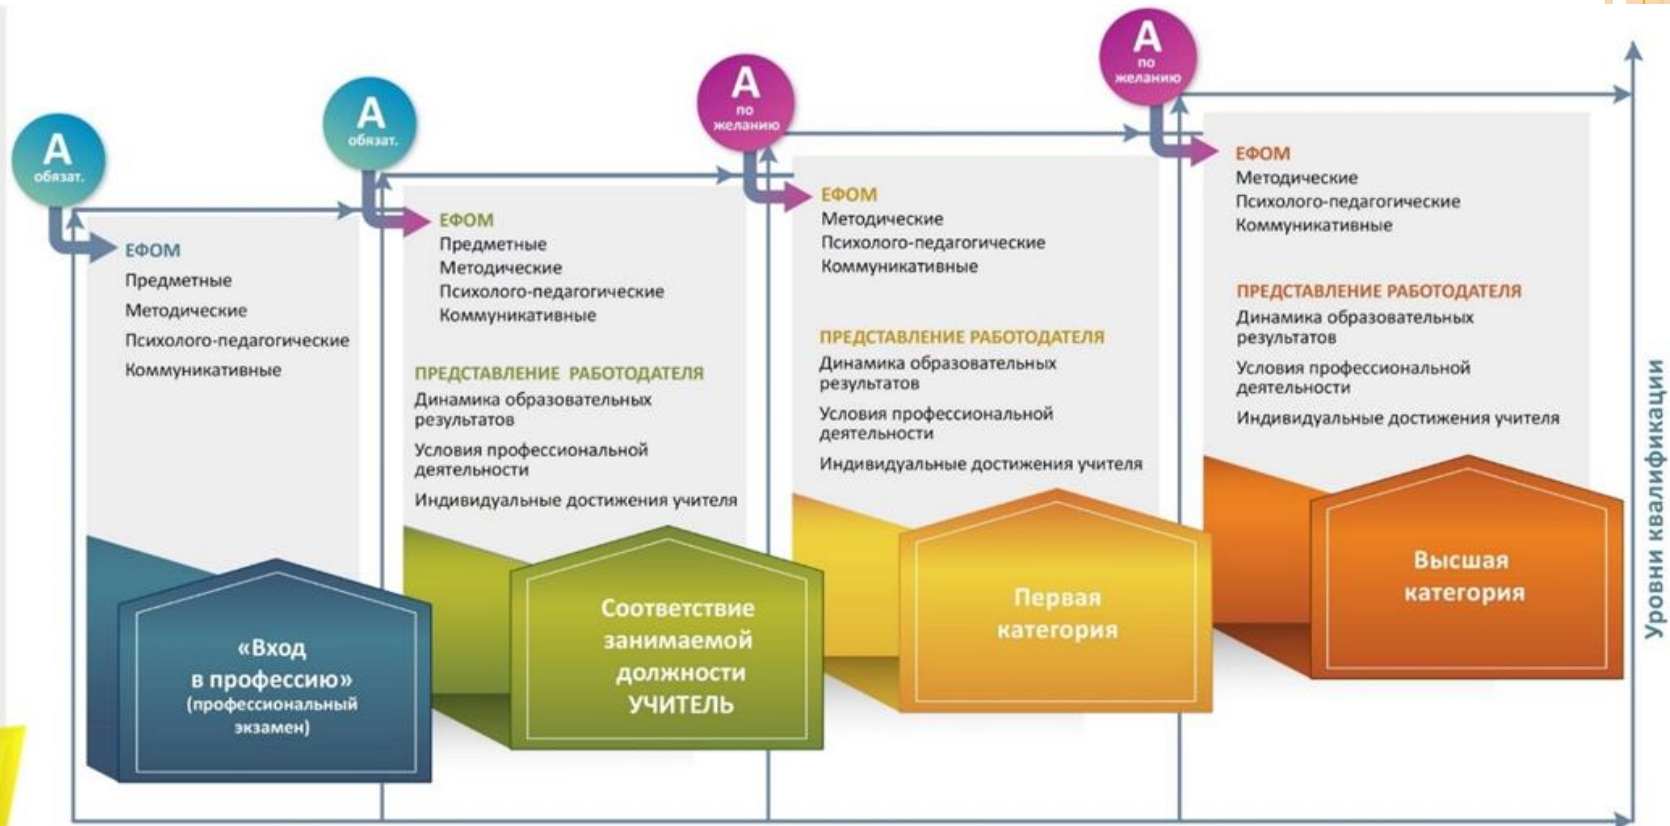 А
обязат.
ЕФОМ
Предметные
Методические
Психолого-педагогические
Коммуникативные
«Вход
в профессию»
(профессиональный
экзамен)
А
обязат.
ЕФОМ
Предметные
Методические
Психолого-педагогические
Коммуникативные
ПРЕДСТАВЛЕНИЕ РАБОТОДАТЕЛЯ
Динамика образовательных
результатов
Условия профессиональной
деятельности
Индивидуальные достижения учителя
Соответствие
занимаемой
должности
УЧИТЕЛЬ
А
по
желанию
ЕФОМ
Методические
Психолого-педагогические
Коммуникативные
ПРЕДСТАВЛЕНИЕ РАБОТОДАТЕЛЯ
Динамика образовательных
результатов
Условия профессиональной
деятельности
Индивидуальные достижения учителя
Первая
категория
А
по
желанию
ЕФОМ
Методические
Психолого-педагогические
Коммуникативные
ПРЕДСТАВЛЕНИЕ РАБОТОДАТЕЛЯ
Динамика образовательных
результатов
Условия профессиональной
деятельности
Индивидуальные достижения учителя
Высшая
категория
Уровни квалификации